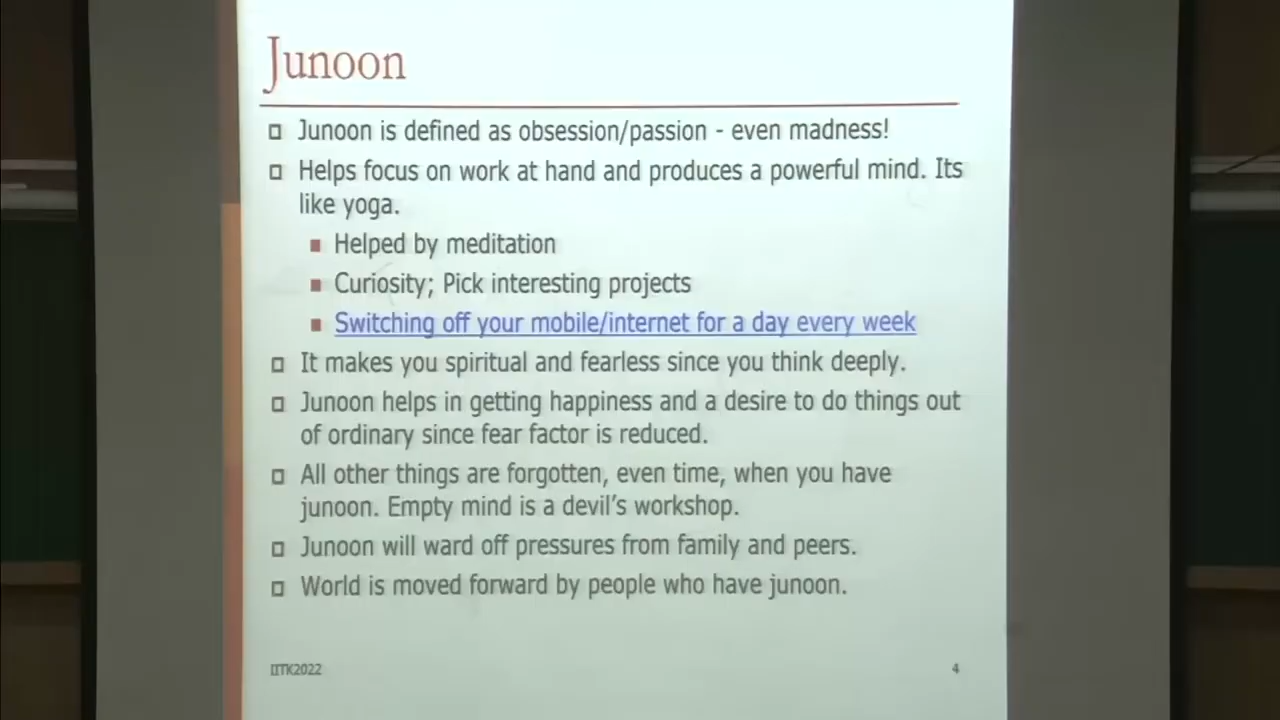 Junoon
Junoon is defined as obsession/passion - even madness!
Helps focus on work at hand and produces a powerful mind. Its
like yoga.
Helped by meditation
Curiosity; Pick interesting projects
Switching off your mobile/internet for a day every week
It makes you spiritual and fearless since you think deeply.
Junoon helps in getting happiness and a desire to do things out
of ordinary since fear factor is reduced.
All other things are forgotten, even time, when you have
junoon. Empty mind is a devil's workshop.
Junoon will ward off pressures from family and peers.
World is moved forward by people who have junoon.
IITK2022
4